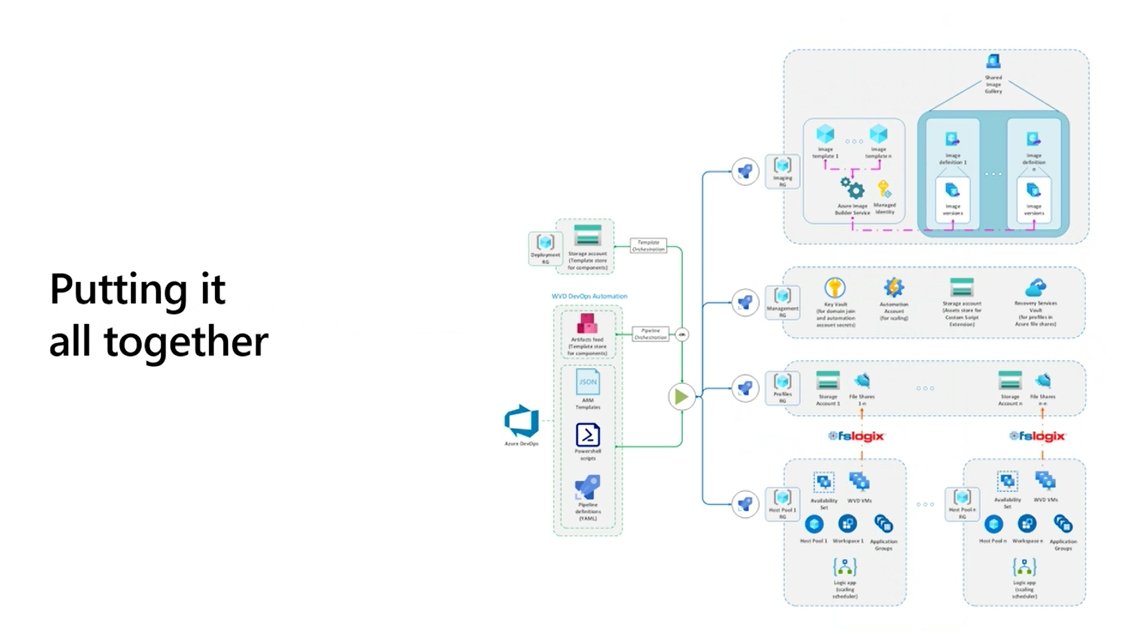 Putting it
all together
Shared
Image
Gallery
Image
template 1
Image
template n
Image
definition 1
Image
definition
n
Imaging
RG
Azure Image
Builder Service
Managed
Identity
Image
versions
Image
versions
Deployment
RG
Storage account
(Template store
for components)
Template
Orchestration
WVD DevOps Automation
Artifacts feed
(Template store
for components)
Pipeline
Orchestration
OR
JSON
ARM
Templates
Azure DevOps
Powershell
scripts
Pipeline
definitions
(YAML)
Management
RG
Key Vault
(for domain join
and automation
account secrets)
Automation
Account
(for scaling)
Storage account
(Assets store for
Custom Script
Extension)
Recovery Services
Vault
(for profiles in
Azure file shares)
Profiles
RG
Storage
Account 1
File Shares
1-n
Storage
Account n
File Shares
n-n
fslogix
fslogix
Host Pool 1
RG
Availability
Set
WVD VMs
Host Pool 1
Workspace 1
Application
Groups
Logic app
(scaling
scheduler)
Host Pool n
RG
Availability
Set
WVD VMs
Host Pool n
Workspace n
Application
Groups
Logic app
(scaling
scheduler)